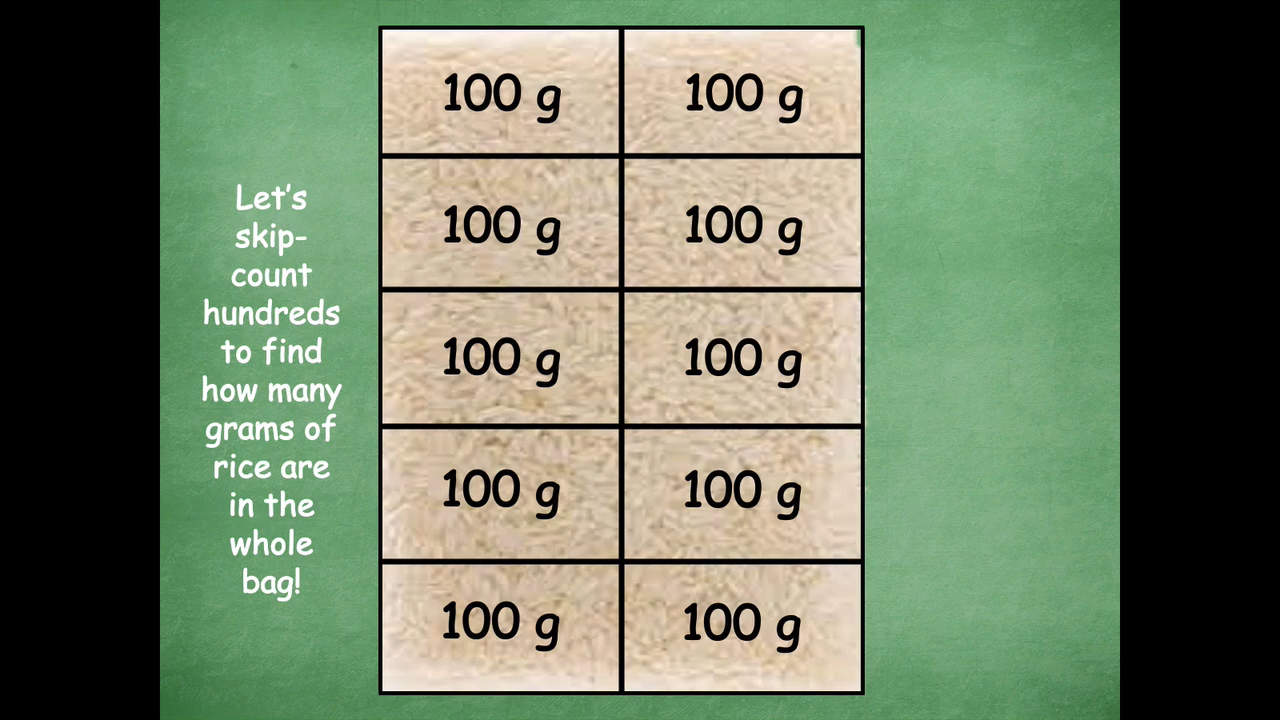 Let's
skip-
count
hundreds
to find
how many
grams of
rice are
in the
whole
bag!
100 g 100 g
100 g 100 g
100 g 100 g
100 g 100 g
100 g 100 g